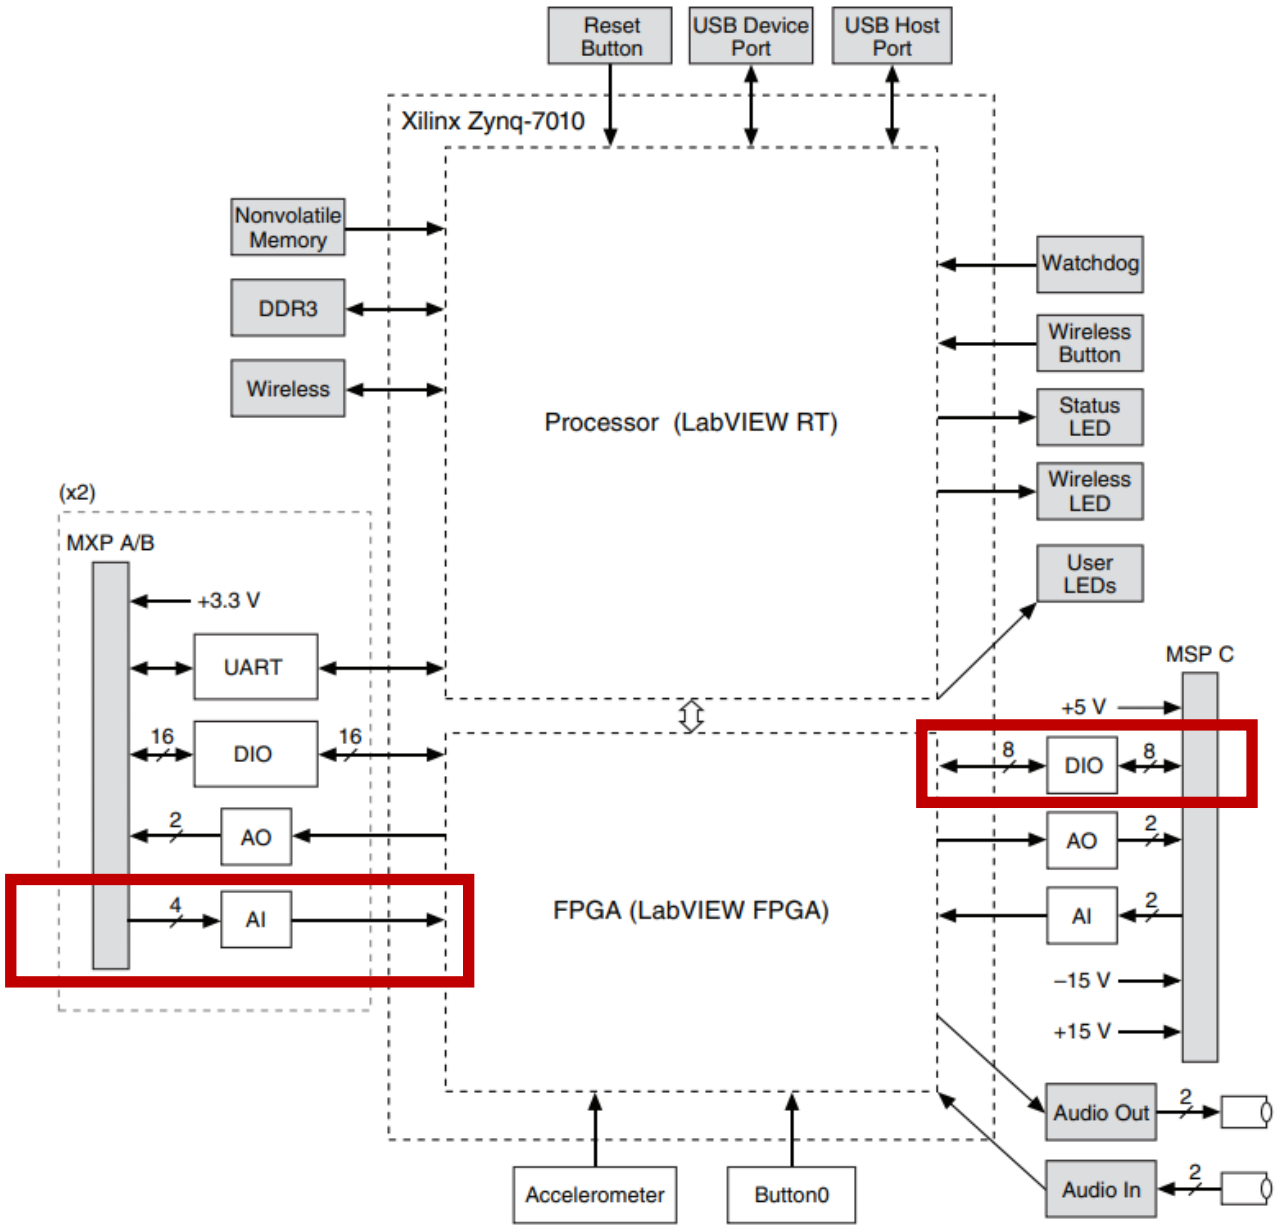 Reset
Button
USB Device
Port
USB Host
Port
Xilinx Zynq-7010
Nonvolatile
Memory
DDR3
Wireless
Processor (LabVIEW RT)
Watchdog
Wireless
Button
Status
LED
Wireless
LED
User
LEDs
(x2)
MXP A/B
+3.3 V
UART
16
DIO
16
2
AO
4
AI
FPGA (LabVIEW FPGA)
MSP C
+5 V
8
DIO
8
AO
2
AI
2
–15 V
+15 V
Audio Out
2
Audio In
2
Accelerometer
Button0